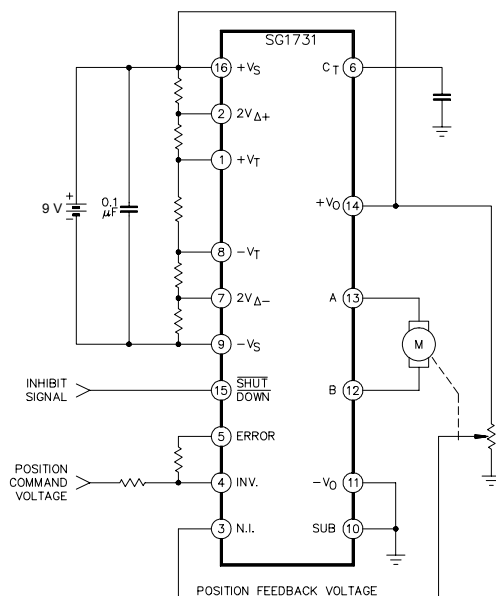 SG1731
16 +VS CT 6
2 2VΔ+
1 +VT
9 V + − 0.1 µF
+VO 14
8 −VT
7 2VΔ−
A 13
9 −VS
M
INHIBIT SIGNAL
15 SHUT DOWN
B 12
5 ERROR
POSITION COMMAND VOLTAGE
4 INV.
−VO 11
3 N.I.
SUB 10
POSITION FEEDBACK VOLTAGE